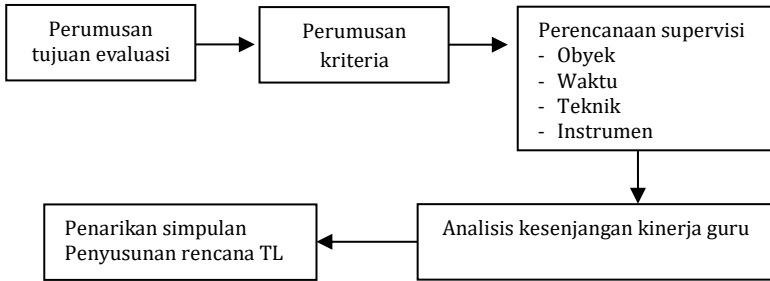 Perumusan
tujuan evaluasi
Perumusan
kriteria
Perencanaan supervisi
- Obyek
- Waktu
- Teknik
- Instrumen
Analisis kesenjangan kinerja guru
Penarikan simpulan
Penyusunan rencana TL